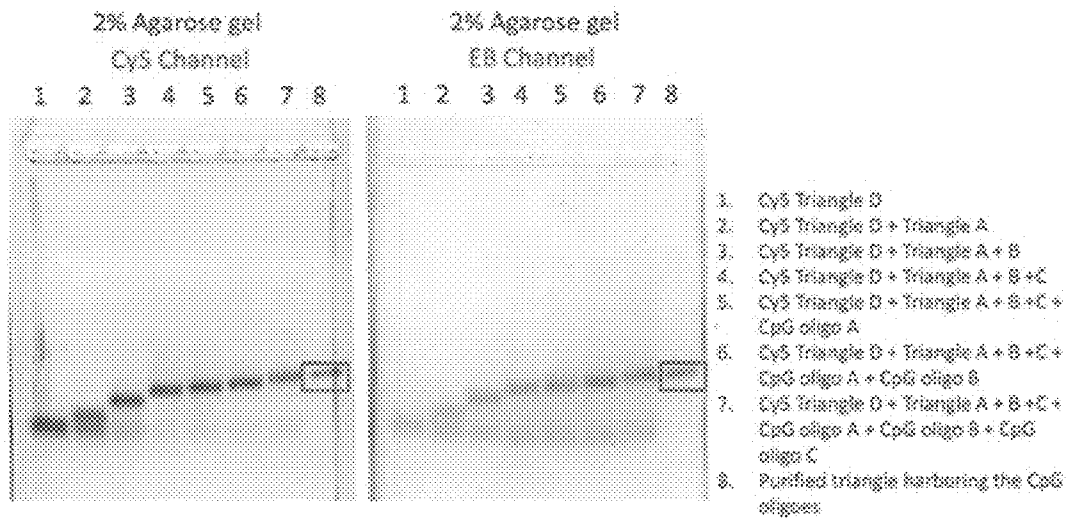 2% Agarose gel
Cy5 Channel
1 2 3 4 5 6 7 8
2% Agarose gel
EB Channel
1 2 3 4 5 6 7 8
1. Cy5 Triangle D
2. Cy5 Triangle D + Triangle A
3. Cy5 Triangle D + Triangle A + B
4. Cy5 Triangle D + Triangle A + B +C
5. Cy5 Triangle D + Triangle A + B +C +
CpG oligo A
6. Cy5 Triangle D + Triangle A + B +C +
CpG oligo A + CpG oligo B
7. Cy5 Triangle D + Triangle A + B +C +
CpG oligo A + CpG oligo B + CpG
oligo C
8. Purified triangle harboring the CpG
oligoes